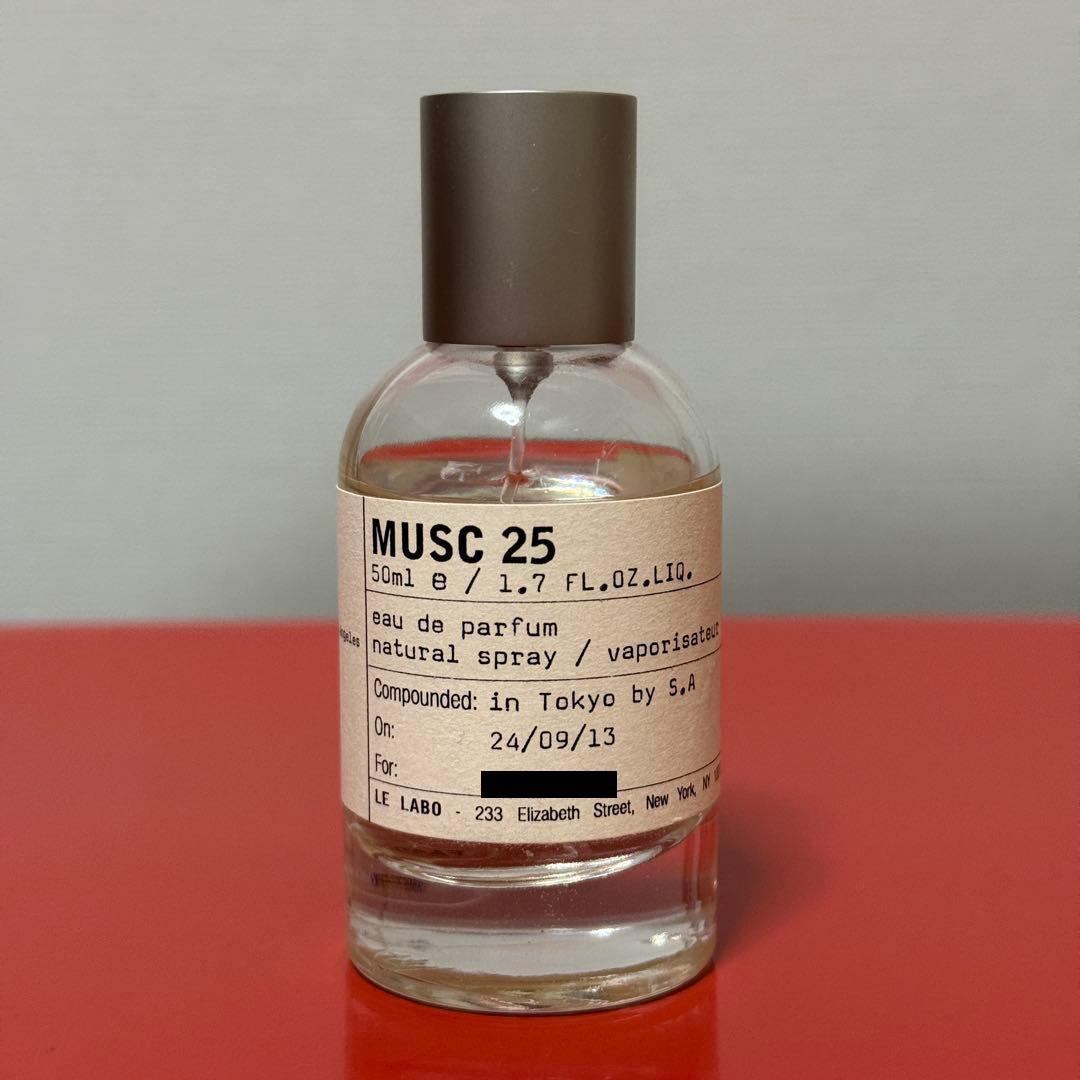 MUSC 25
50ml e / 1.7 FL.OZ.LIQ.
eau de parfum
natural spray / vaporisateur
Compounded: in Tokyo by S.A
On: 24/09/13
For:
LE LABO - 233 Elizabeth Street, New York, NY